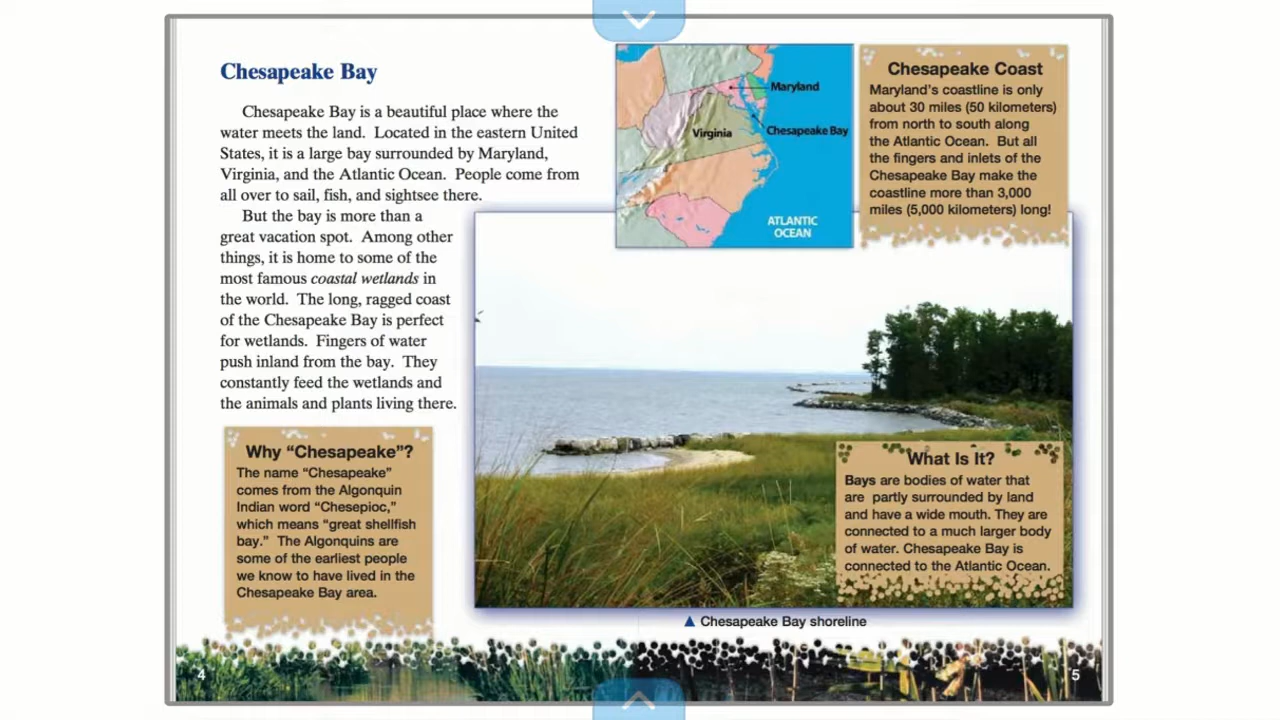 Chesapeake Bay
Chesapeake Bay is a beautiful place where the
water meets the land. Located in the eastern United
States, it is a large bay surrounded by Maryland,
Virginia, and the Atlantic Ocean. People come from
all over to sail, fish, and sightsee there.
But the bay is more than a
great vacation spot. Among other
things, it is home to some of the
most famous coastal wetlands in
the world. The long, ragged coast
of the Chesapeake Bay is perfect
for wetlands. Fingers of water
push inland from the bay. They
constantly feed the wetlands and
the animals and plants living there.
Why “Chesapeake”?
The name “Chesapeake”
comes from the Algonquin
Indian word “Chesepioc,”
which means “great shellfish
bay.” The Algonquins are
some of the earliest people
we know to have lived in the
Chesapeake Bay area.
4
Maryland
Virginia
Chesapeake Bay
ATLANTIC
OCEAN
Chesapeake Coast
Maryland’s coastline is only
about 30 miles (50 kilometers)
from north to south along
the Atlantic Ocean. But all
the fingers and inlets of the
Chesapeake Bay make the
coastline more than 3,000
miles (5,000 kilometers) long!
What Is It?
Bays are bodies of water that
are partly surrounded by land
and have a wide mouth. They are
connected to a much larger body
of water. Chesapeake Bay is
connected to the Atlantic Ocean.
▲ Chesapeake Bay shoreline
5